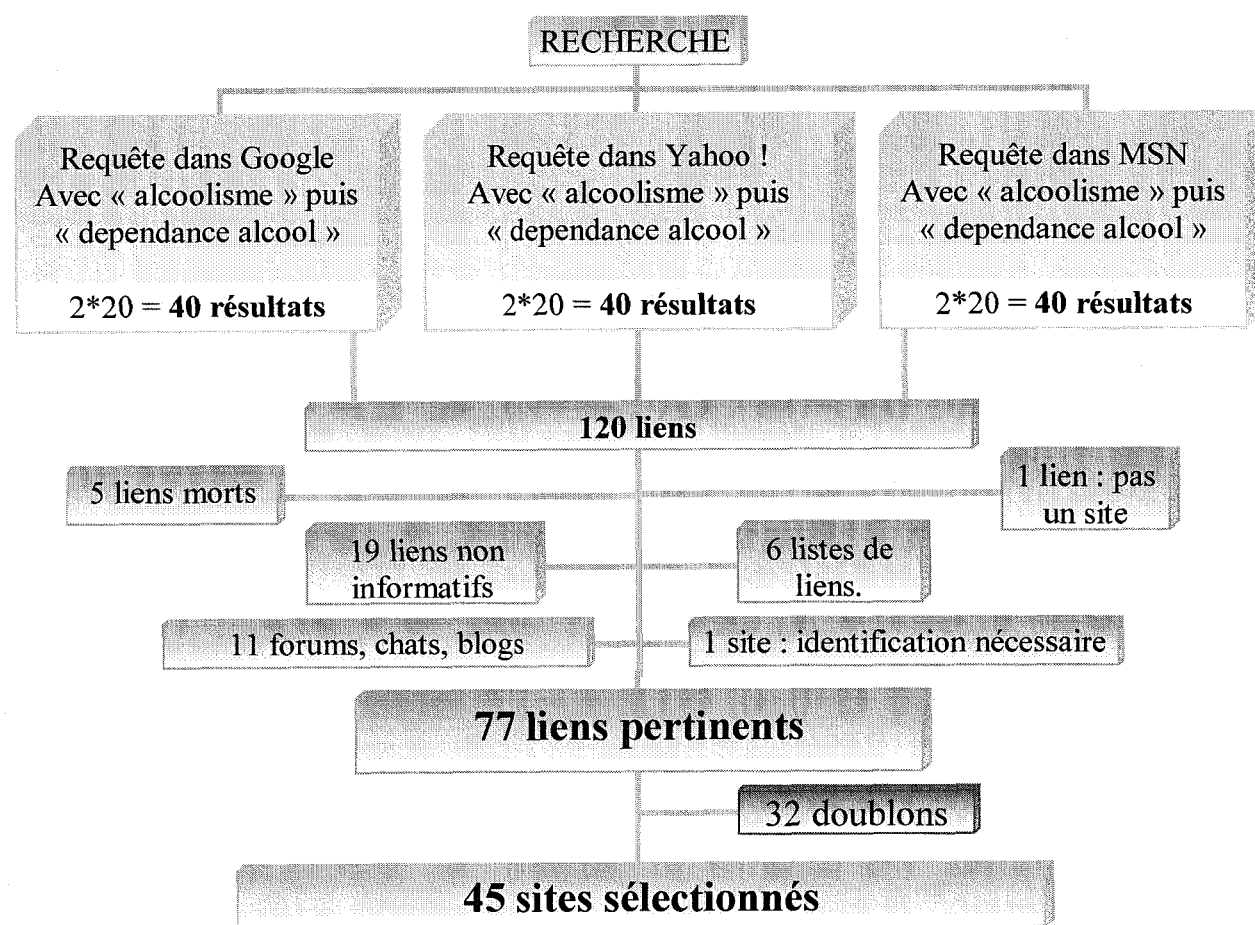 RECHERCHE
Requête dans Google
Avec « alcoolisme » puis
« dependance alcool »
2*20 = 40 résultats
Requête dans Yahoo !
Avec « alcoolisme » puis
« dependance alcool »
2*20 = 40 résultats
Requête dans MSN
Avec « alcoolisme » puis
« dependance alcool »
2*20 = 40 résultats
120 liens
5 liens morts
1 lien : pas
un site
19 liens non
informatifs
6 listes de
liens.
11 forums, chats, blogs
1 site : identification nécessaire
77 liens pertinents
32 doublons
45 sites sélectionnés